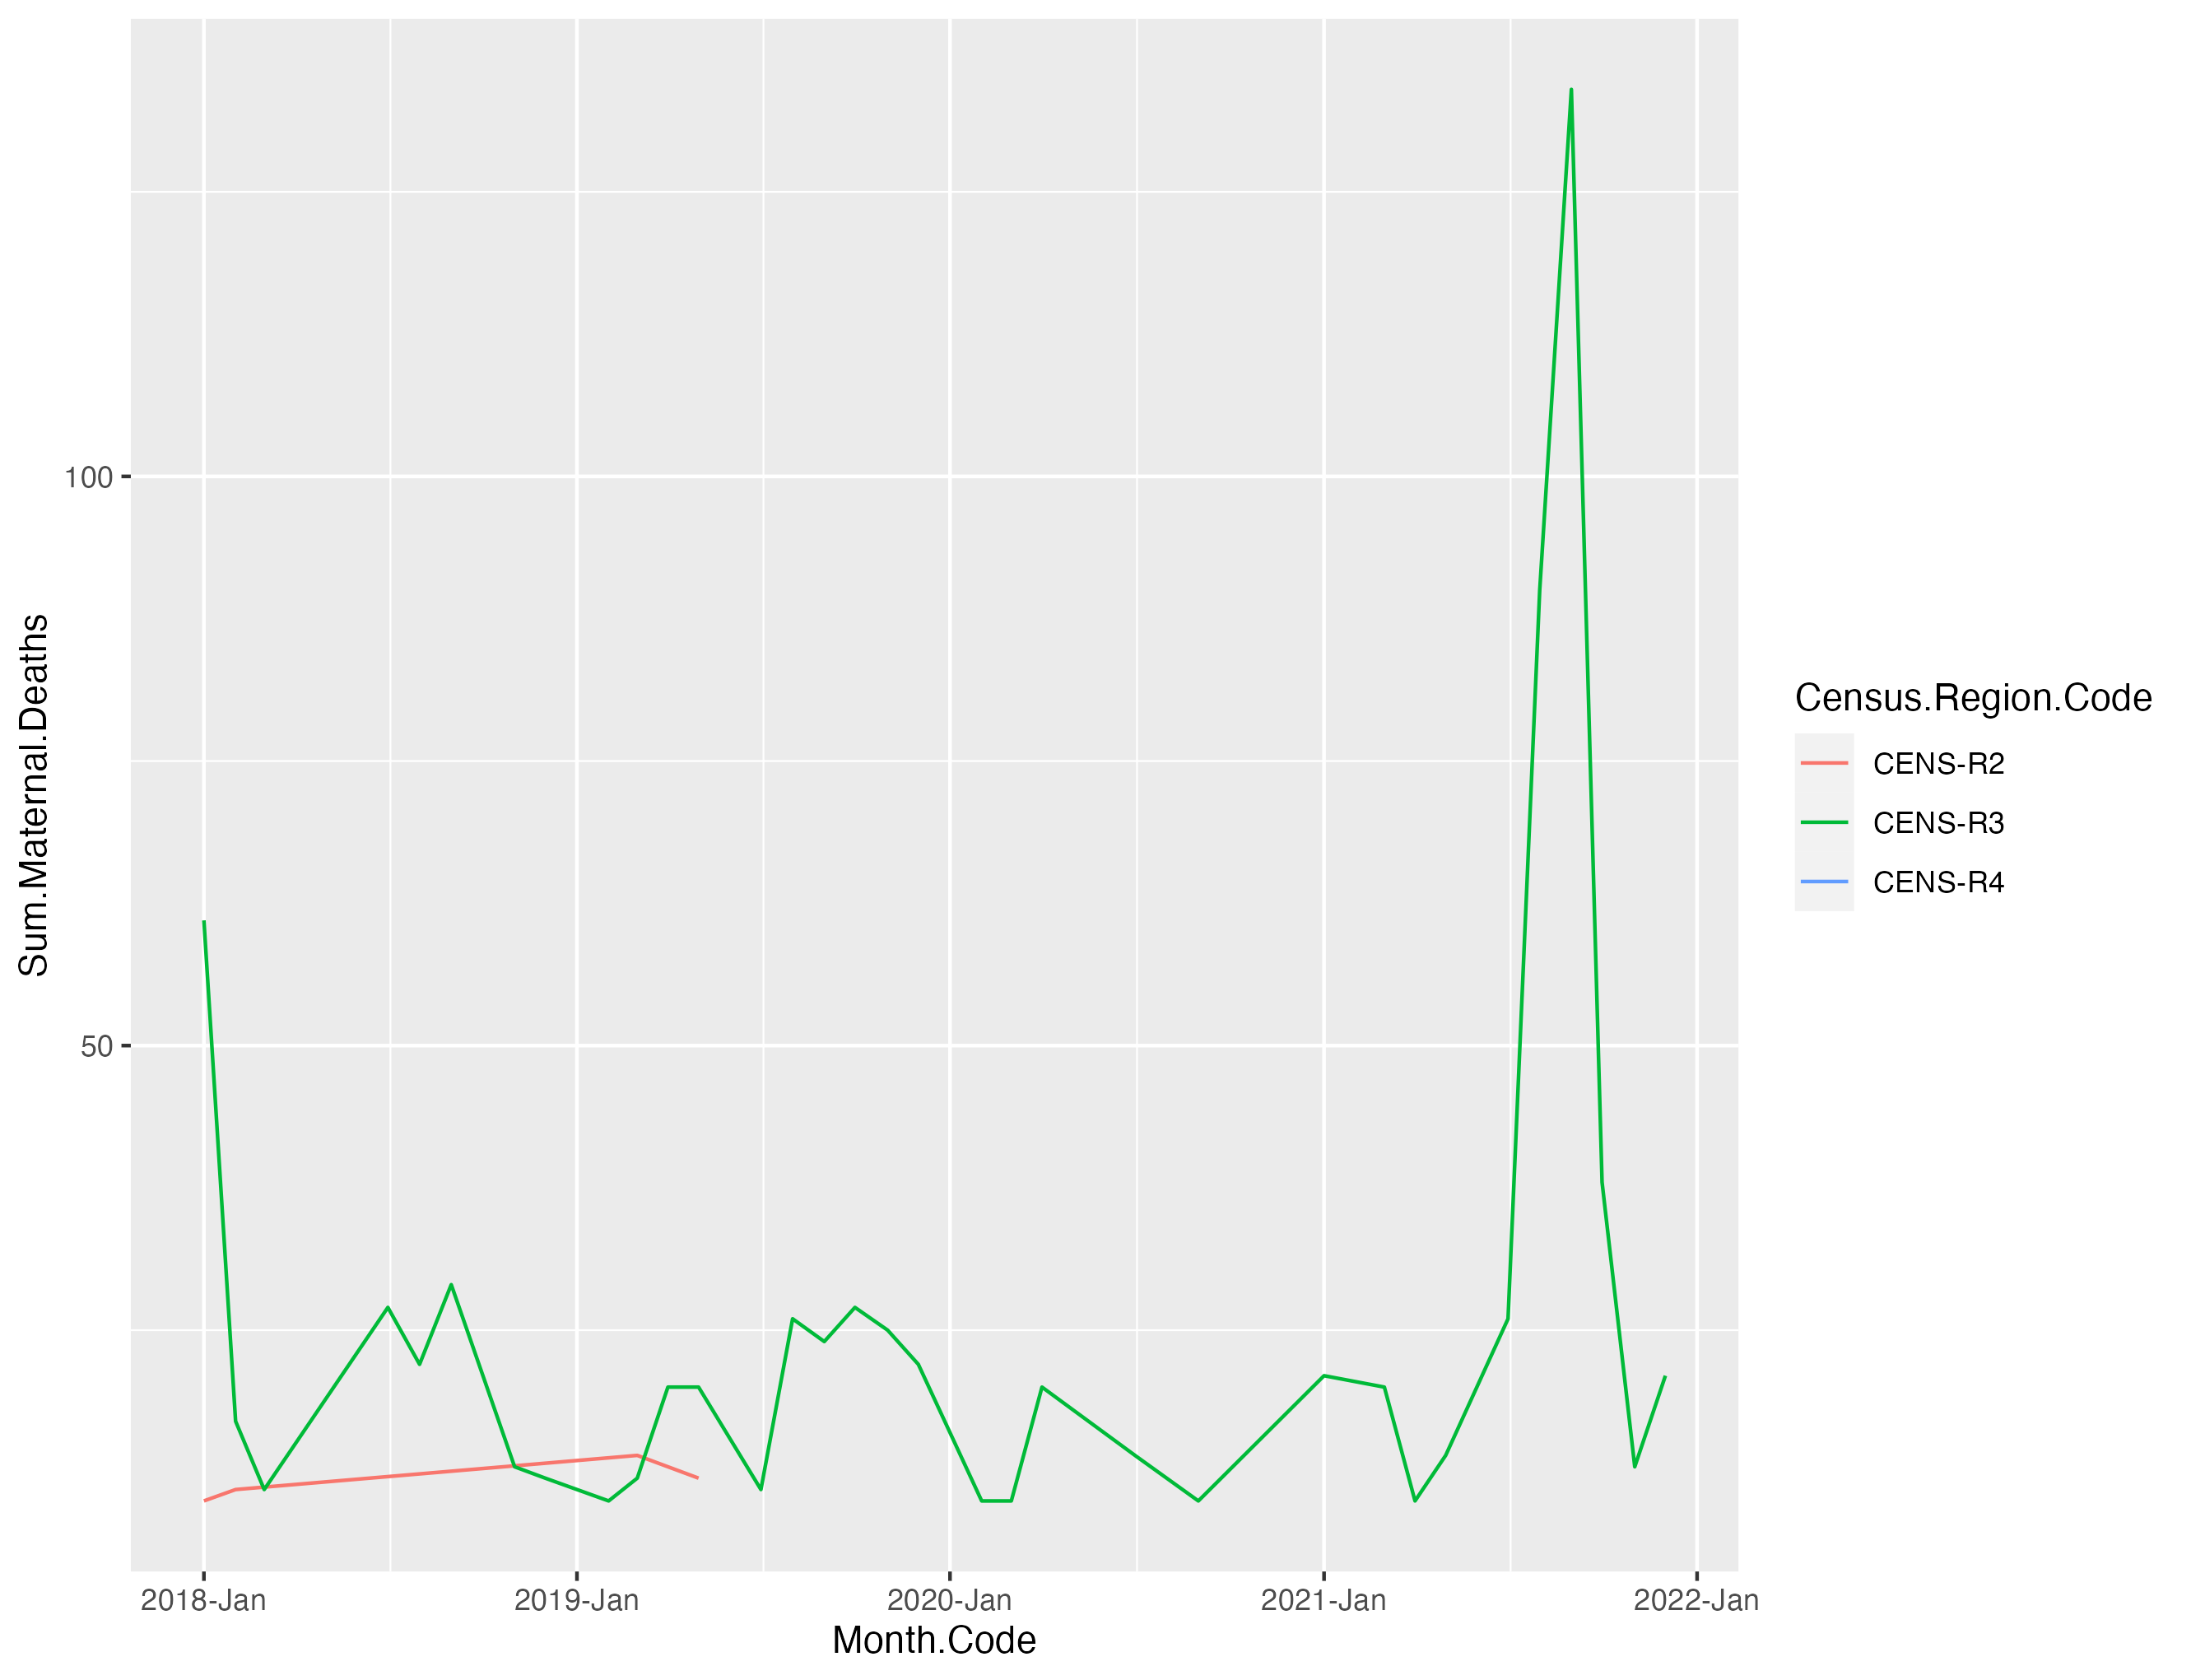 Sum.Maternal.Deaths
100
50
2018-Jan
2019-Jan
2020-Jan
2021-Jan
2022-Jan
Month.Code
Census.Region.Code
CENS-R2
CENS-R3
CENS-R4